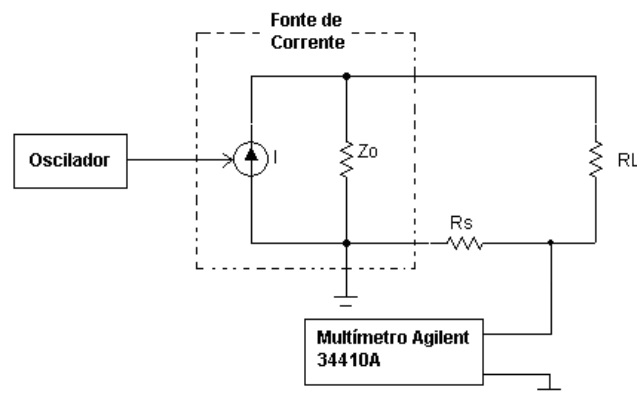 Fonte de
Corrente
Oscilador
I
Zo
RL
Rs
Multímetro Agilent
34410A